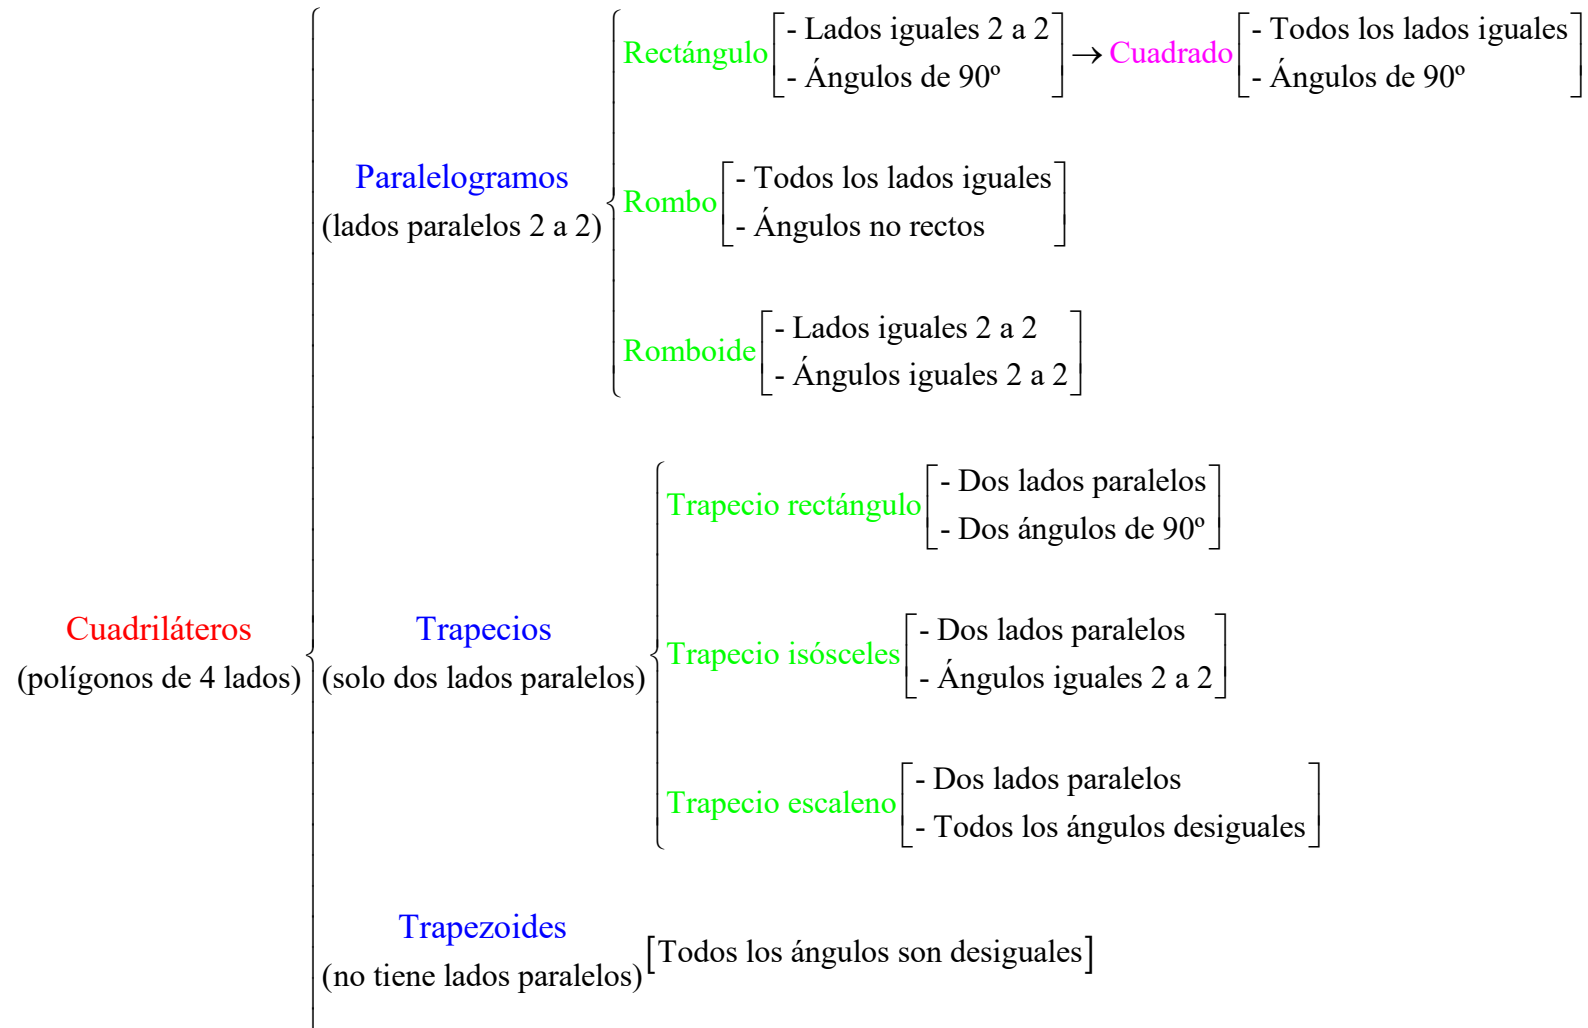 Cuadriláteros
(polígonos de 4 lados)
Paralelogramos
(lados paralelos 2 a 2)
Rectángulo
- Lados iguales 2 a 2
- Ángulos de 90º
→ Cuadrado
- Todos los lados iguales
- Ángulos de 90º
Rombo
- Todos los lados iguales
- Ángulos no rectos
Romboide
- Lados iguales 2 a 2
- Ángulos iguales 2 a 2
Trapecios
(solo dos lados paralelos)
Trapecio rectángulo
- Dos lados paralelos
- Dos ángulos de 90º
Trapecio isósceles
- Dos lados paralelos
- Ángulos iguales 2 a 2
Trapecio escaleno
- Dos lados paralelos
- Todos los ángulos desiguales
Trapezoides
(no tiene lados paralelos)
[Todos los ángulos son desiguales]